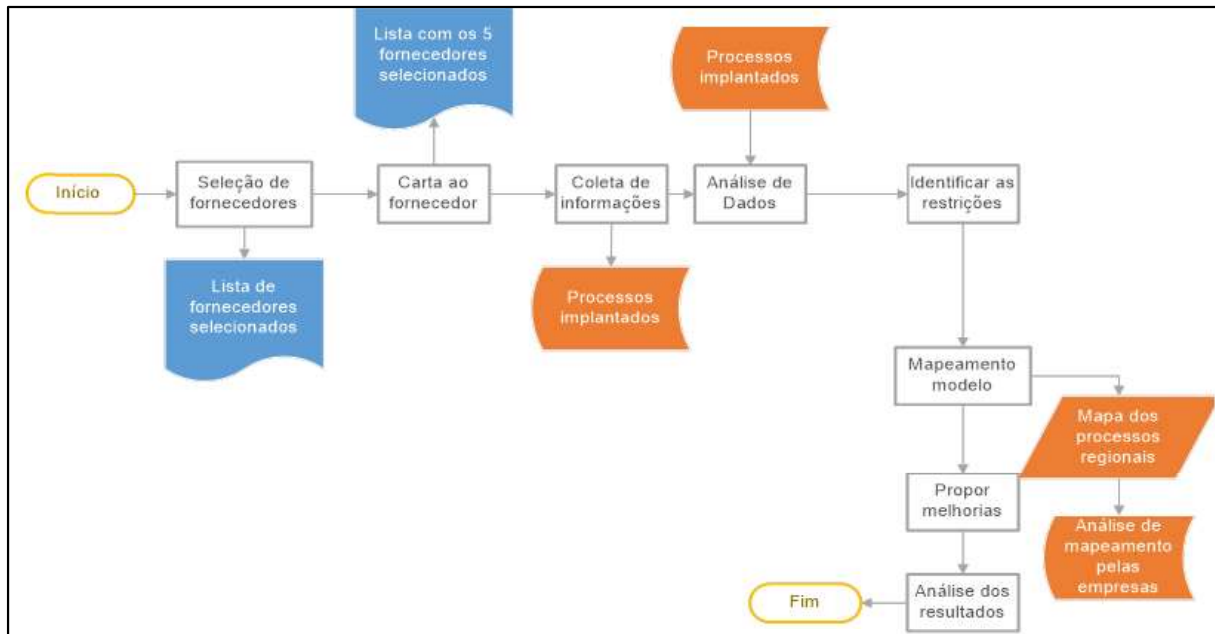 Lista com os 5
fornecedores
selecionados
Processos
implantados
Início
Seleção de
fornecedores
Carta ao
fornecedor
Coleta de
informações
Análise de
Dados
Identificar as
restrições
Lista de
fornecedores
selecionados
Processos
implantados
Mapeamento
modelo
Mapa dos
processos
regionais
Propor
melhorias
Análise de
mapeamento
pelas
empresas
Fim
Análise dos
resultados